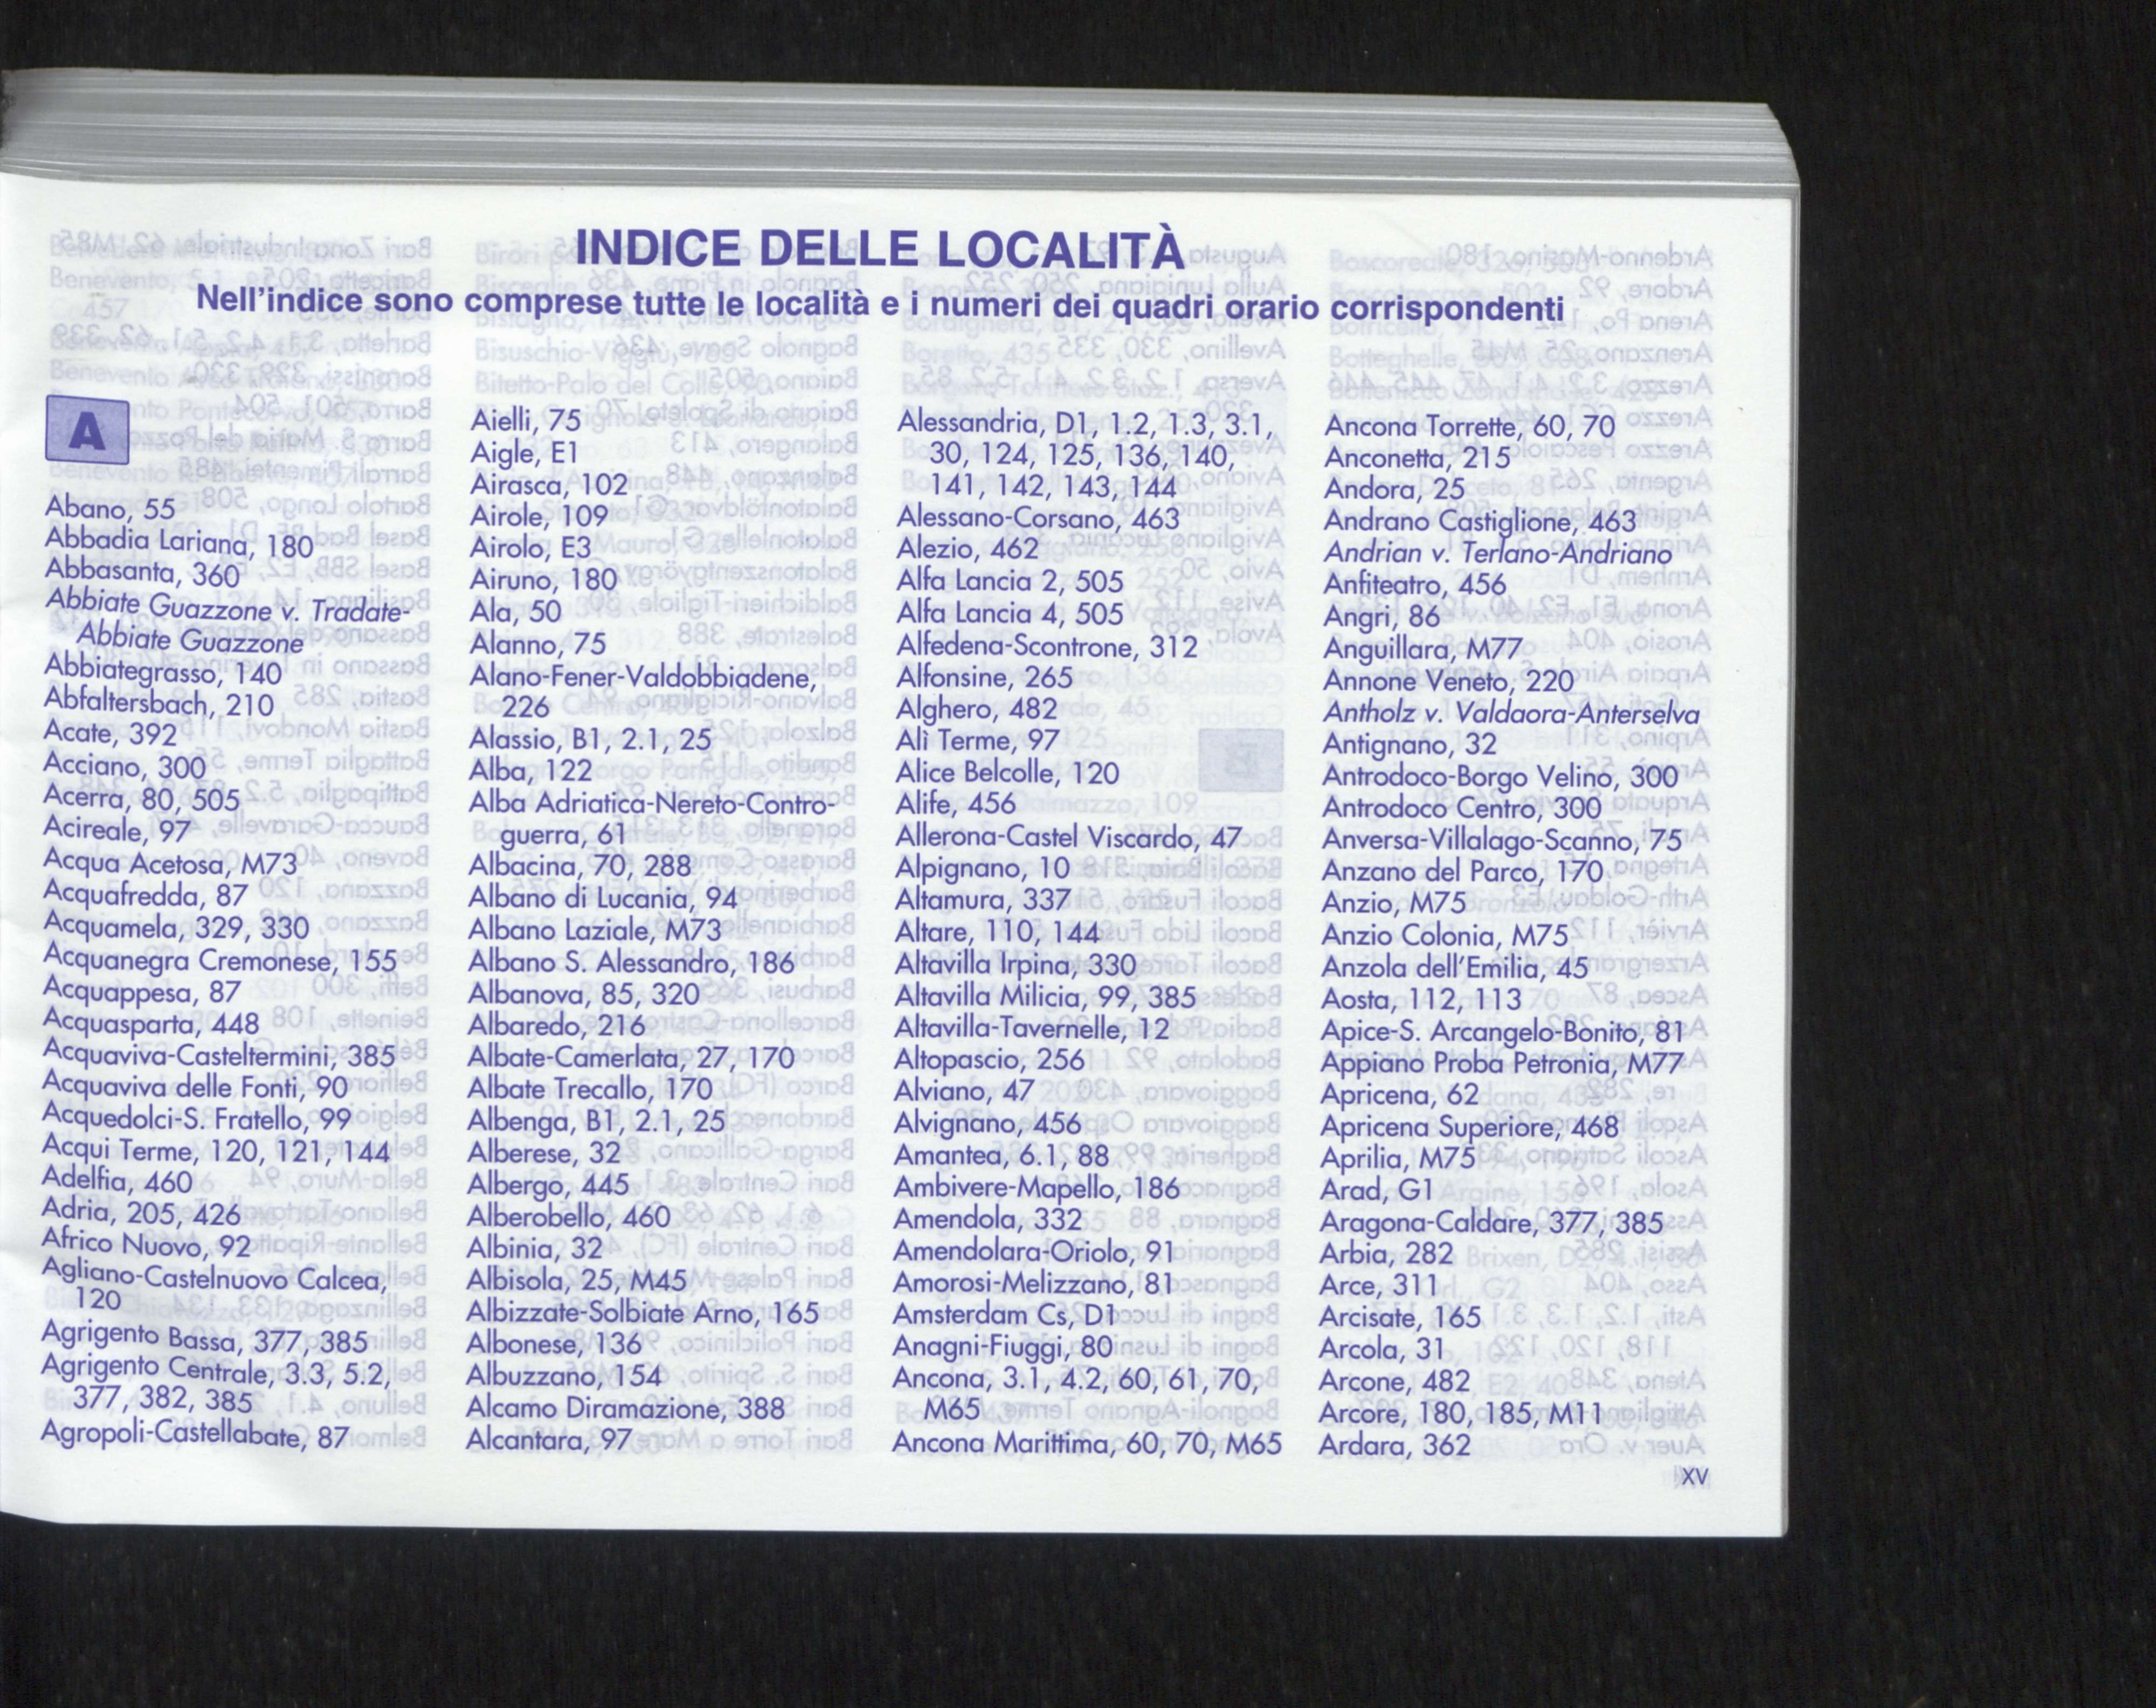 INDICE DELLE LOCALITÀ
Nell'indice sono comprese tutte le località e i numeri dei quadri orario corrispondenti
A
Abano, 55
Abbadia Lariana, 180
Abbasanta, 360
Abbiate Guazzone v. Tradate-
Abbiate Guazzone
Abbiategrasso, 140
Abfaltersbach, 210
Acate, 392
Acciano, 300
Acerra, 80, 505
Acireale, 97
Acqua Acetosa, M73
Acquafredda, 87
Acquamela, 329, 330
Acquanegra Cremonese, 155
Acquappesa, 87
Acquasparta, 448
Acquaviva-Casteltermini, 385
Acquaviva delle Fonti, 90
Acquedolci-S. Fratello, 99
Acqui Terme, 120, 121, 144
Adelfia, 460
Adria, 205, 426
Africo Nuovo, 92
Agliano-Castelnuovo Calcea,
120
Agrigento Bassa, 377, 385
Agrigento Centrale, 3.3, 5.2,
377, 382, 385
Agropoli-Castellabate, 87
Aielli, 75
Aigle, E1
Airasca, 102
Airole, 109
Airolo, E3
Airuno, 180
Ala, 50
Alanno, 75
Alano-Fener-Valdobbiadene,
226
Alassio, B1, 2.1, 25
Alba, 122
Alba Adriatica-Nereto-Contro-
guerra, 61
Albacina, 70, 288
Albano di Lucania, 94
Albano Laziale, M73
Albano S. Alessandro, 186
Albanova, 85, 320
Albaredo, 216
Albate-Camerlata, 27, 170
Albate Trecallo, 170
Albenga, B1, 2.1, 25
Alberese, 32
Albergo, 445
Alberobello, 460
Albinia, 32
Albisola, 25, M45
Albizzate-Solbiate Arno, 165
Albonese, 136
Albuzzano, 154
Alcamo Diramazione, 388
Alcantara, 97
Alessandria, D1, 1.2, 1.3, 3.1,
30, 124, 125, 136, 140,
141, 142, 143, 144
Alessano-Corsano, 463
Alezio, 462
Alfa Lancia 2, 505
Alfa Lancia 4, 505
Alfedena-Scontrone, 312
Alfonsine, 265
Alghero, 482
Alì Terme, 97
Alice Belcolle, 120
Alife, 456
Allerona-Castel Viscardo, 47
Alpignano, 10
Altamura, 337
Altare, 110, 144
Altavilla Irpina, 330
Altavilla Milicia, 99, 385
Altavilla-Tavernelle, 12
Altopascio, 256
Alviano, 47
Alvignano, 456
Amantea, 6.1, 88
Ambivere-Mapello, 186
Amendola, 332
Amendolara-Oriolo, 91
Amorosi-Melizzano, 81
Amsterdam Cs, D1
Anagni-Fiuggi, 80
Ancona, 3.1, 4.2, 60, 61, 70,
M65
Ancona Marittima, 60, 70, M65
Ancona Torrette, 60, 70
Anconetta, 215
Andora, 25
Andrano Castiglione, 463
Andrian v. Terlano-Andriano
Anfiteatro, 456
Angri, 86
Anguillara, M77
Annone Veneto, 220
Antholz v. Valdaora-Anterselva
Antignano, 32
Antrodoco-Borgo Velino, 300
Antrodoco Centro, 300
Anversa-Villalago-Scanno, 75
Anzano del Parco, 170
Anzio, M75
Anzio Colonia, M75
Anzola dell'Emilia, 45
Aosta, 112, 113
Apice-S. Arcangelo-Bonito, 81
Appiano Proba Petronia, M77
Apricena, 62
Apricena Superiore, 468
Aprilia, M75
Arad, G1
Aragona-Caldare, 377, 385
Arbia, 282
Arce, 311
Arcisate, 165
Arcola, 31
Arcone, 482
Arcore, 180, 185, M11
Ardara, 362
XV